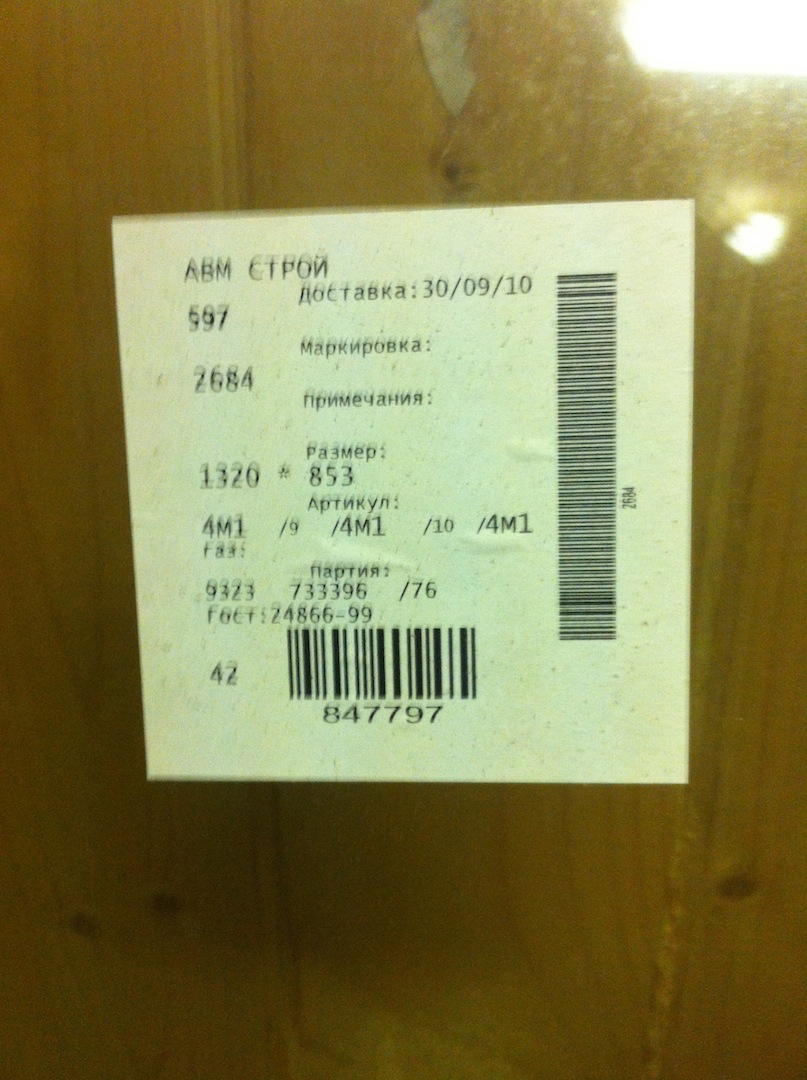 АВМ СТРОЙ
Доставка:30/09/10
597
Маркировка:
2684
Примечания:
Размер:
1320 * 853
Артикул:
4М1 /9 /4М1 /10 /4М1
Газ:
Партия:
9323 733396 /76
Гост:24866-99
42
847797
2684